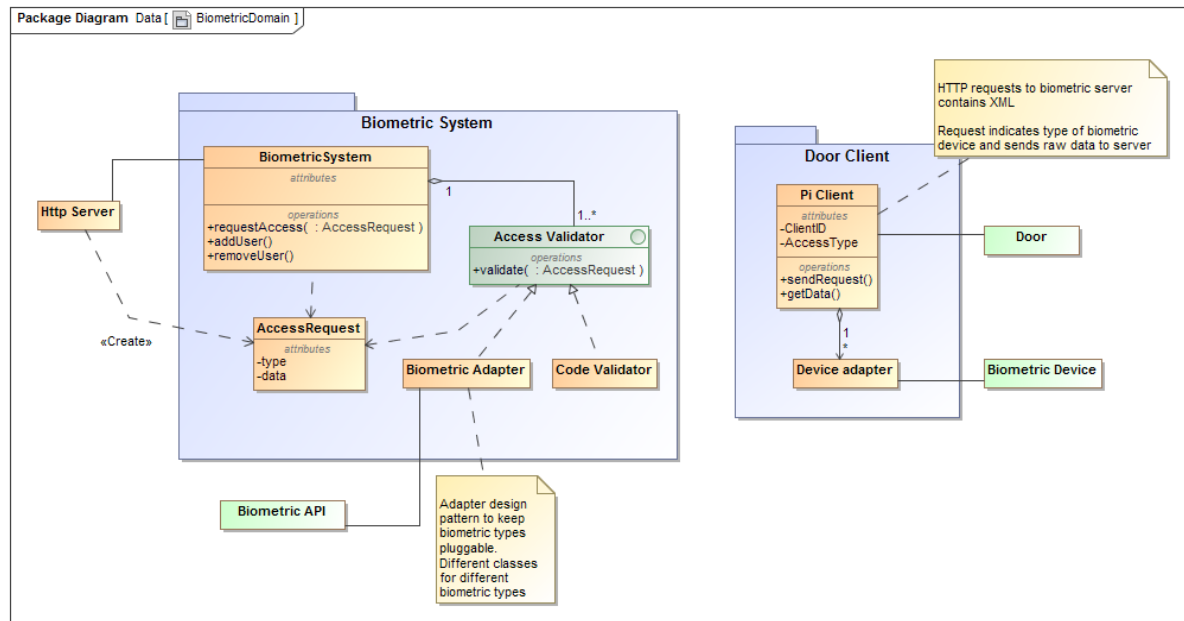 Package Diagram Data [ BiometricDomain ]
HTTP requests to biometric server
contains XML
Request indicates type of biometric
device and sends raw data to server
Biometric System
BiometricSystem
attributes
operations
+requestAccess( : AccessRequest )
+addUser()
+removeUser()
1
1..*
Http Server
Access Validator
operations
+validate( : AccessRequest )
«Create»
AccessRequest
attributes
-type
-data
Biometric Adapter
Code Validator
Biometric API
Adapter design
pattern to keep
biometric types
pluggable.
Different classes
for different
biometric types
Door Client
Pi Client
attributes
-ClientID
-AccessType
operations
+sendRequest()
+getData()
Door
1
*
Device adapter
Biometric Device